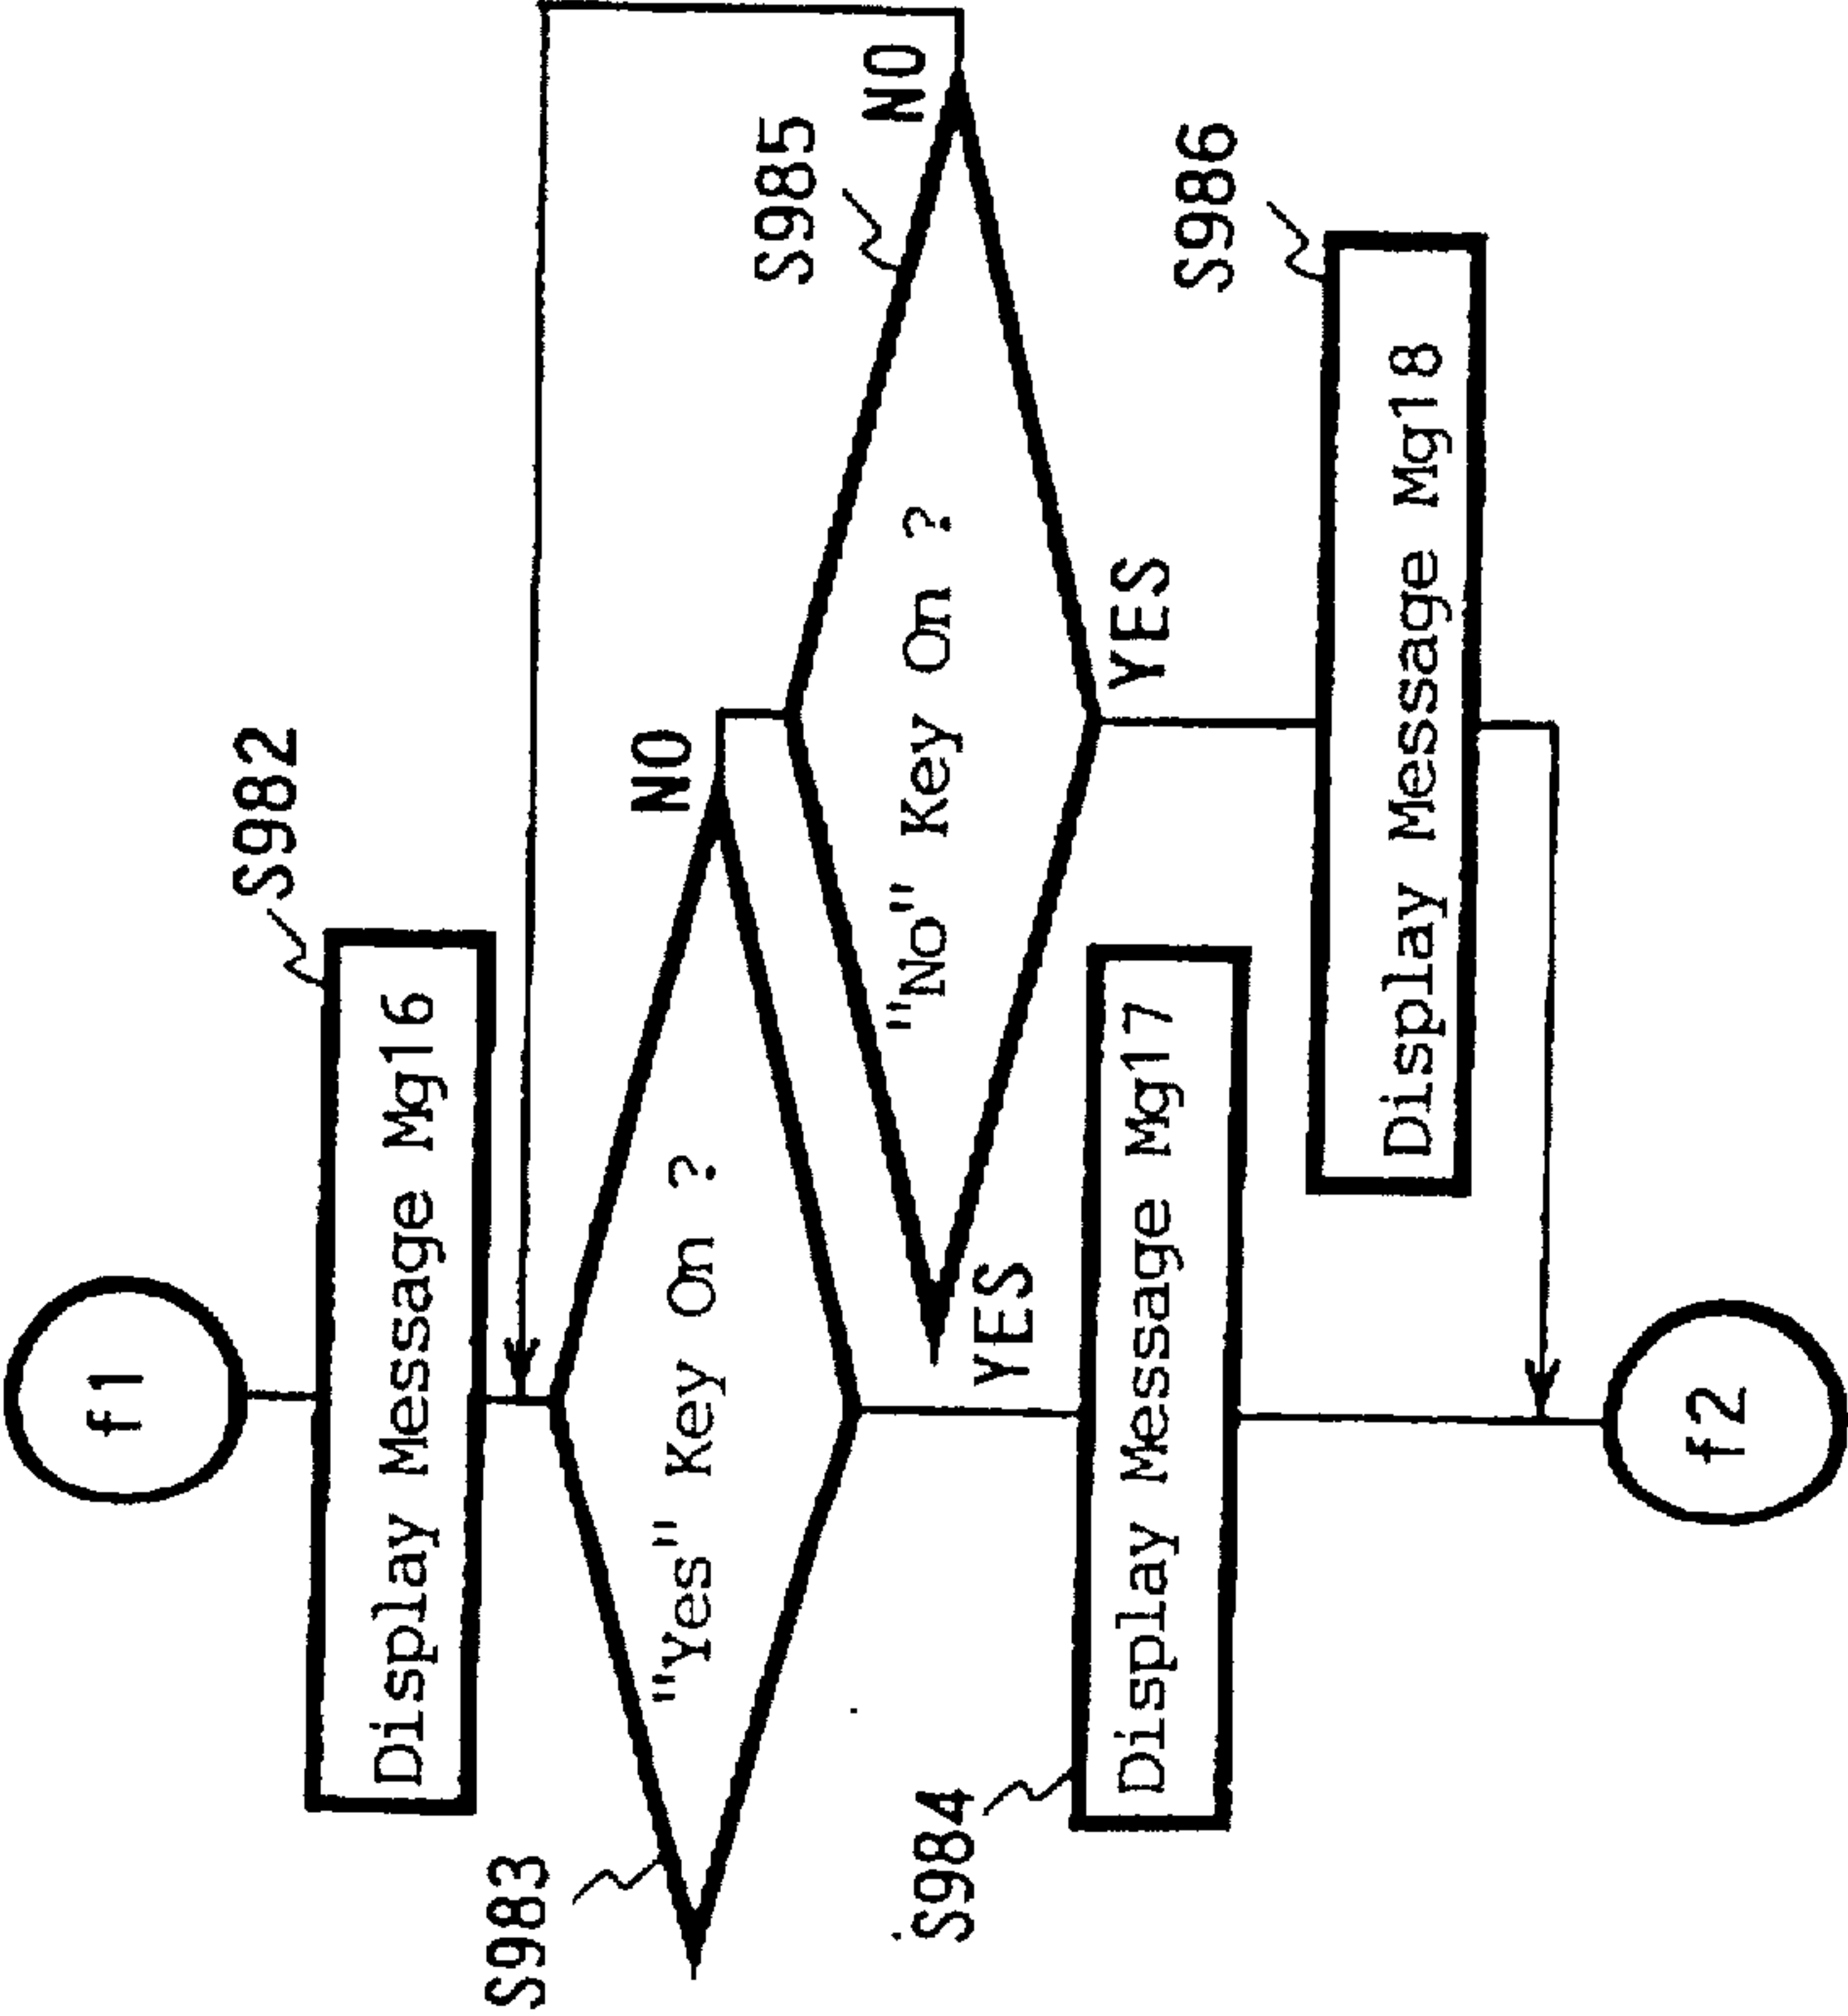 f1
S982
Display Message Mg16
S983
"Yes" Key On ?
NO
S985
"No" Key On ?
NO
YES
S984
Display Message Mg17
YES
S986
Display Message Mg18
f2